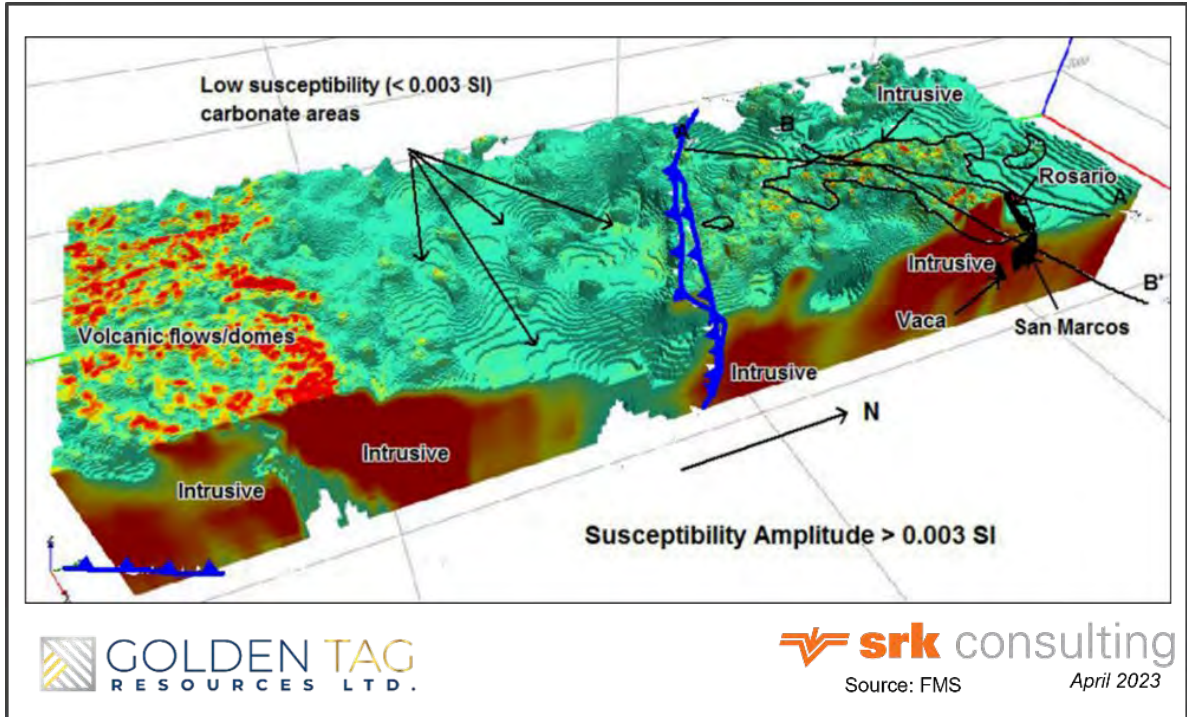 Low susceptibility (< 0.003 SI)
carbonate areas
Intrusive
B
Rosario
A'
Intrusive
B'
Vaca
San Marcos
Volcanic flows/domes
Intrusive
N
Intrusive
Intrusive
Susceptibility Amplitude > 0.003 SI
GOLDEN TAG
RESOURCES LTD.
srk consulting
Source: FMS
April 2023